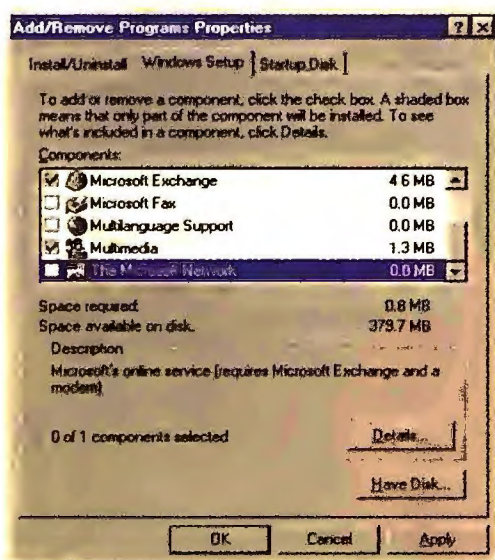 Add/Remove Programs Properties
Install/Uninstall Windows Setup Startup Disk
To add or remove a component, click the check box. A shaded box
means that only part of the component will be installed. To see
what's included in a component, click Details.
Components:
Microsoft Exchange 4.6 MB
Microsoft Fax 0.0 MB
Multilanguage Support 0.0 MB
Multimedia 1.3 MB
The Microsoft Network 0.0 MB
Space required: 0.8 MB
Space available on disk: 379.7 MB
Description
Microsoft's online service (requires Microsoft Exchange and a
modem)
0 of 1 components selected
Details...
Have Disk...
OK Cancel Apply